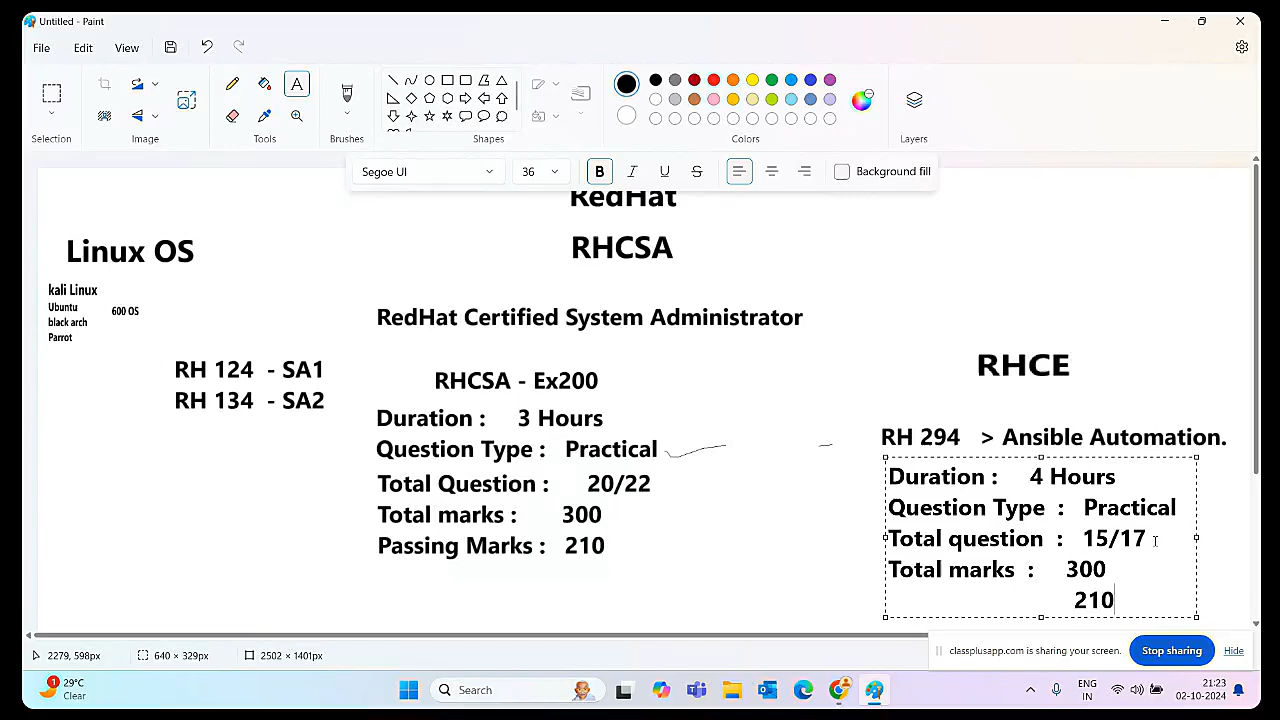 Untitled - Paint
File Edit View
Selection
Image
Tools
Brushes
Shapes
Colors
Layers
Segoe UI
36
B I U S
Background fill
RedHat
RHCSA
Linux OS
kali Linux
Ubuntu
black arch
Parrot
600 OS
RedHat Certified System Administrator
RH 124 - SA1
RH 134 - SA2
RHCSA - Ex200
Duration : 3 Hours
Question Type : Practical
Total Question : 20/22
Total marks : 300
Passing Marks : 210
RHCE
RH 294 > Ansible Automation.
Duration : 4 Hours
Question Type : Practical
Total question : 15/17
Total marks : 300
210
2279, 598px
640 × 329px
2502 × 1401px
classplusapp.com is sharing your screen.
Stop sharing
Hide
1
29°C
Clear
Search
ENG
IN
21:23
02-10-2024